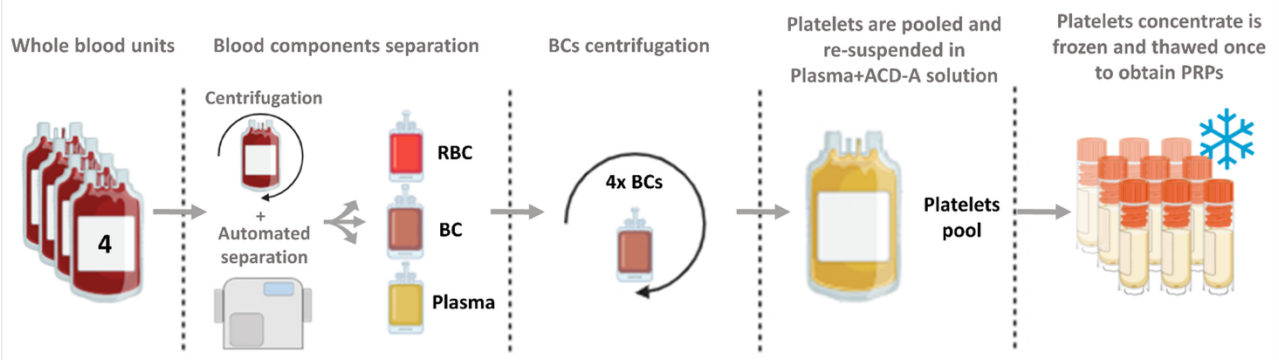 Whole blood units
Blood components separation
BCs centrifugation
Platelets are pooled and
re-suspended in
Plasma+ACD-A solution
Platelets concentrate is
frozen and thawed once
to obtain PRPs
4
Centrifugation
+
Automated
separation
RBC
BC
Plasma
4x BCs
Platelets
pool